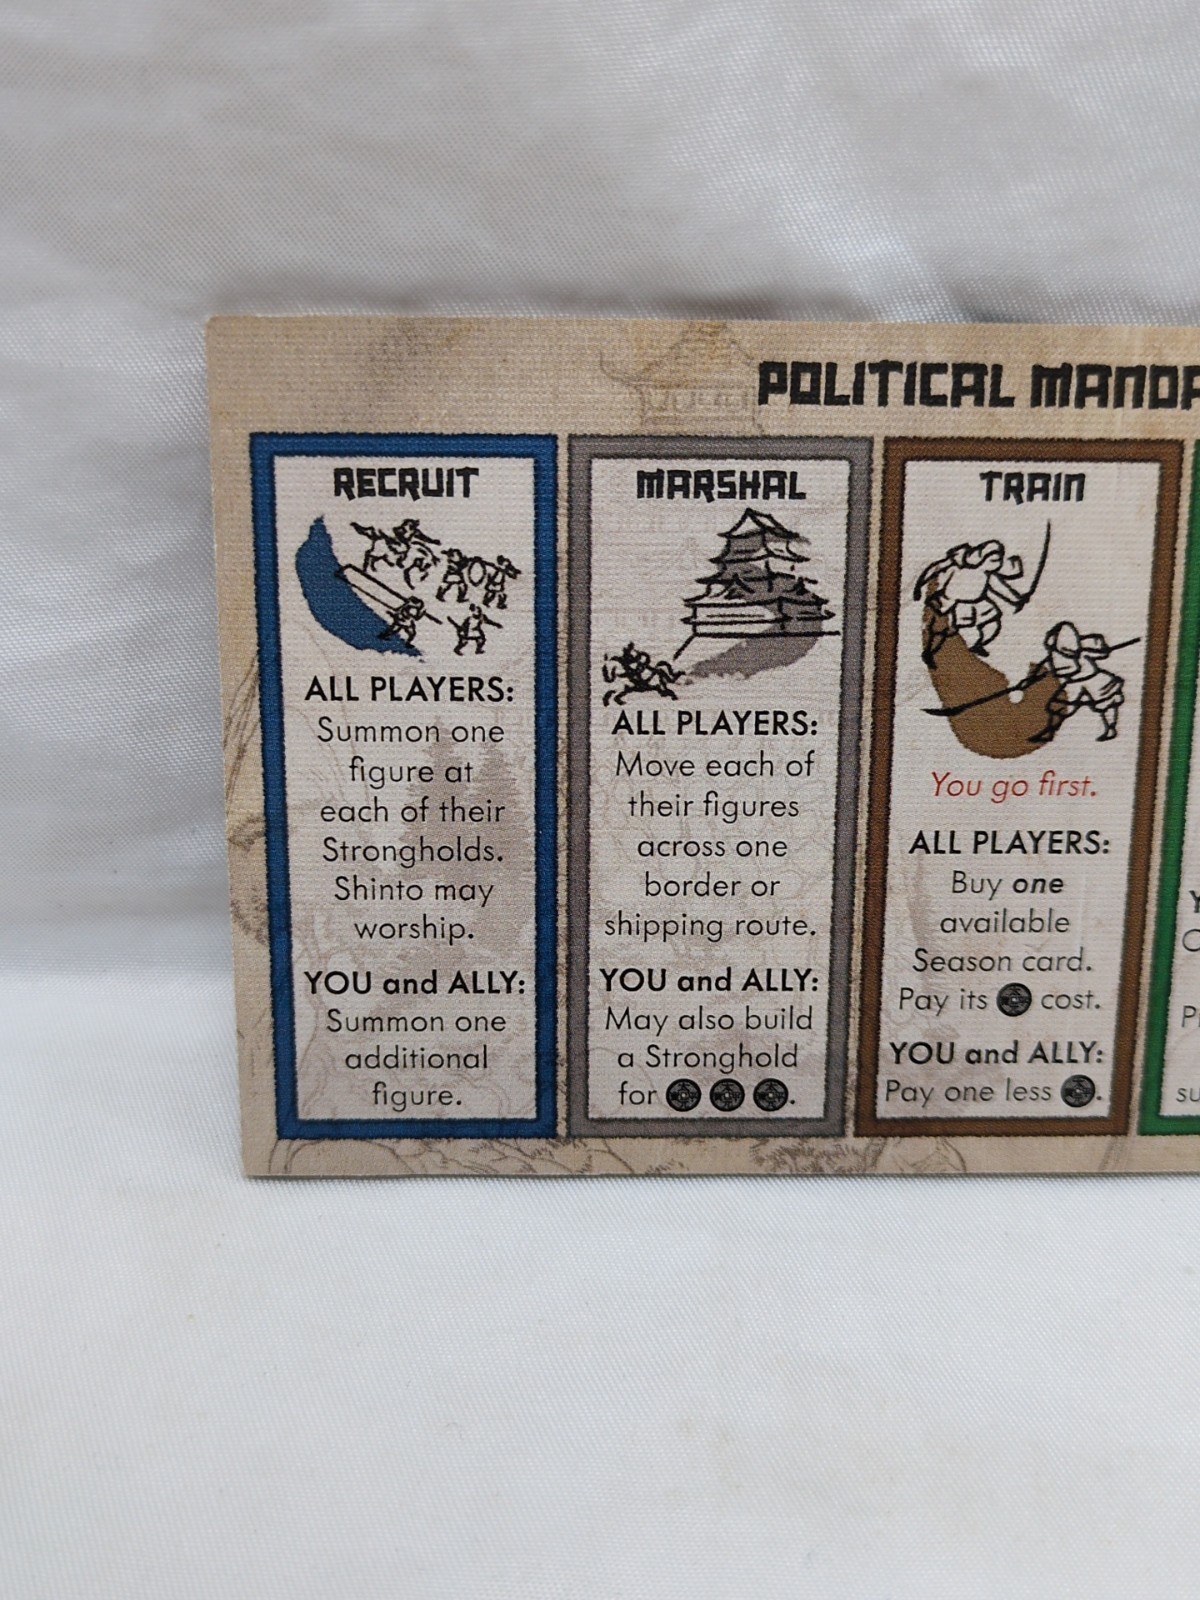 POLITICAL
RECRUIT
ALL PLAYERS:
Summon one
figure at
each of their
Strongholds.
Shinto may
worship.
YOU and ALLY:
Summon one
additional
figure.
MARSHAL
ALL PLAYERS:
Move each of
their figures
across one
border or
shipping route.
YOU and ALLY:
May also build
a Stronghold
for
TRAIN
You go first.
ALL PLAYERS:
Buy one
available
Season card.
Pay its cost.
YOU and ALLY:
Pay one less .